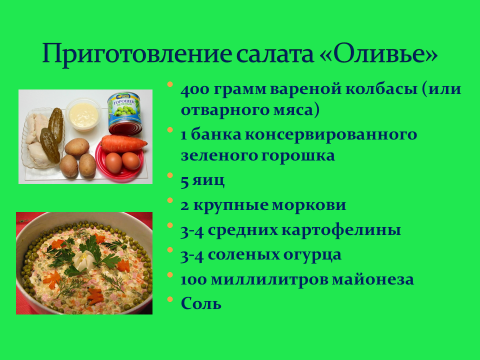 Приготовление салата «Оливье»
400 грамм вареной колбасы (или
отварного мяса)
1 банка консервированного
зеленого горошка
5 яиц
2 крупные моркови
3-4 средних картофелины
3-4 соленых огурца
100 миллилитров майонеза
Соль